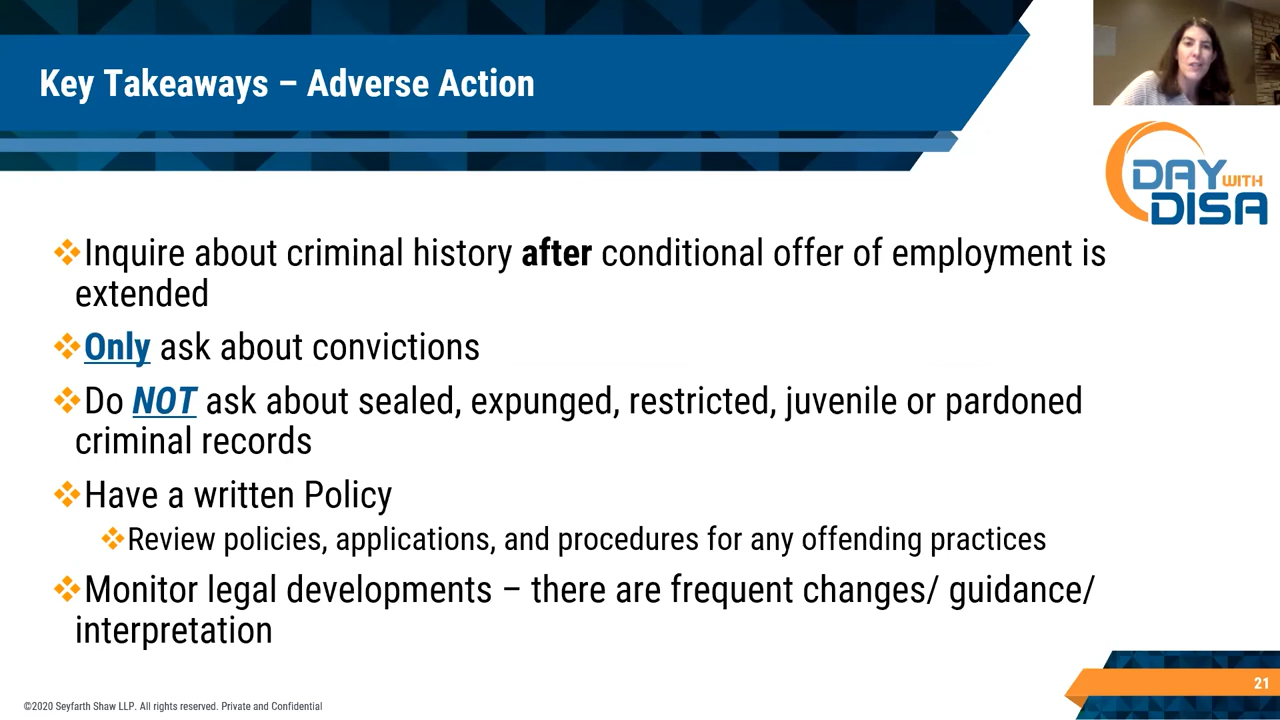 Key Takeaways – Adverse Action
DAY WITH
DISA
Inquire about criminal history after conditional offer of employment is
extended
Only ask about convictions
Do NOT ask about sealed, expunged, restricted, juvenile or pardoned
criminal records
Have a written Policy
Review policies, applications, and procedures for any offending practices
Monitor legal developments – there are frequent changes/ guidance/
interpretation
21
©2020 Seyfarth Shaw LLP. All rights reserved. Private and Confidential